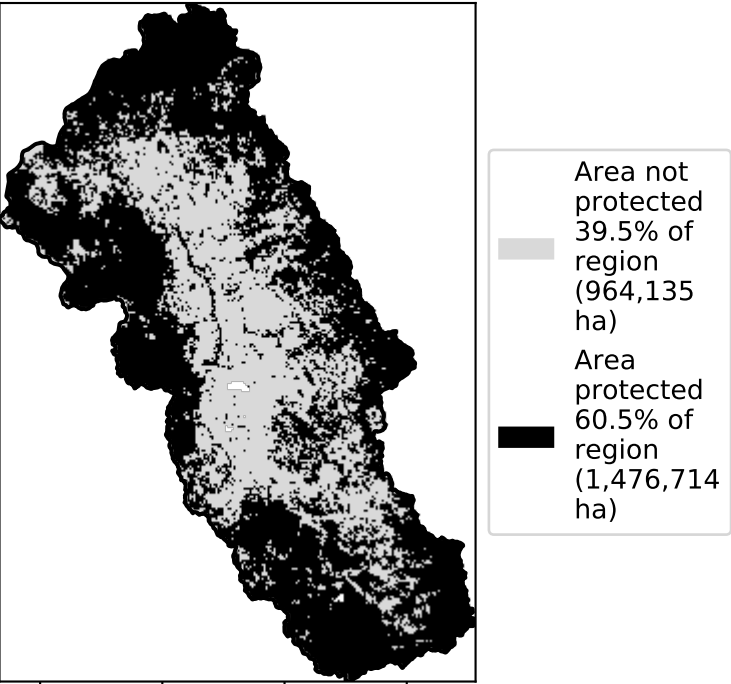 Area not
protected
39.5% of
region
(964,135
ha)
Area
protected
60.5% of
region
(1,476,714
ha)